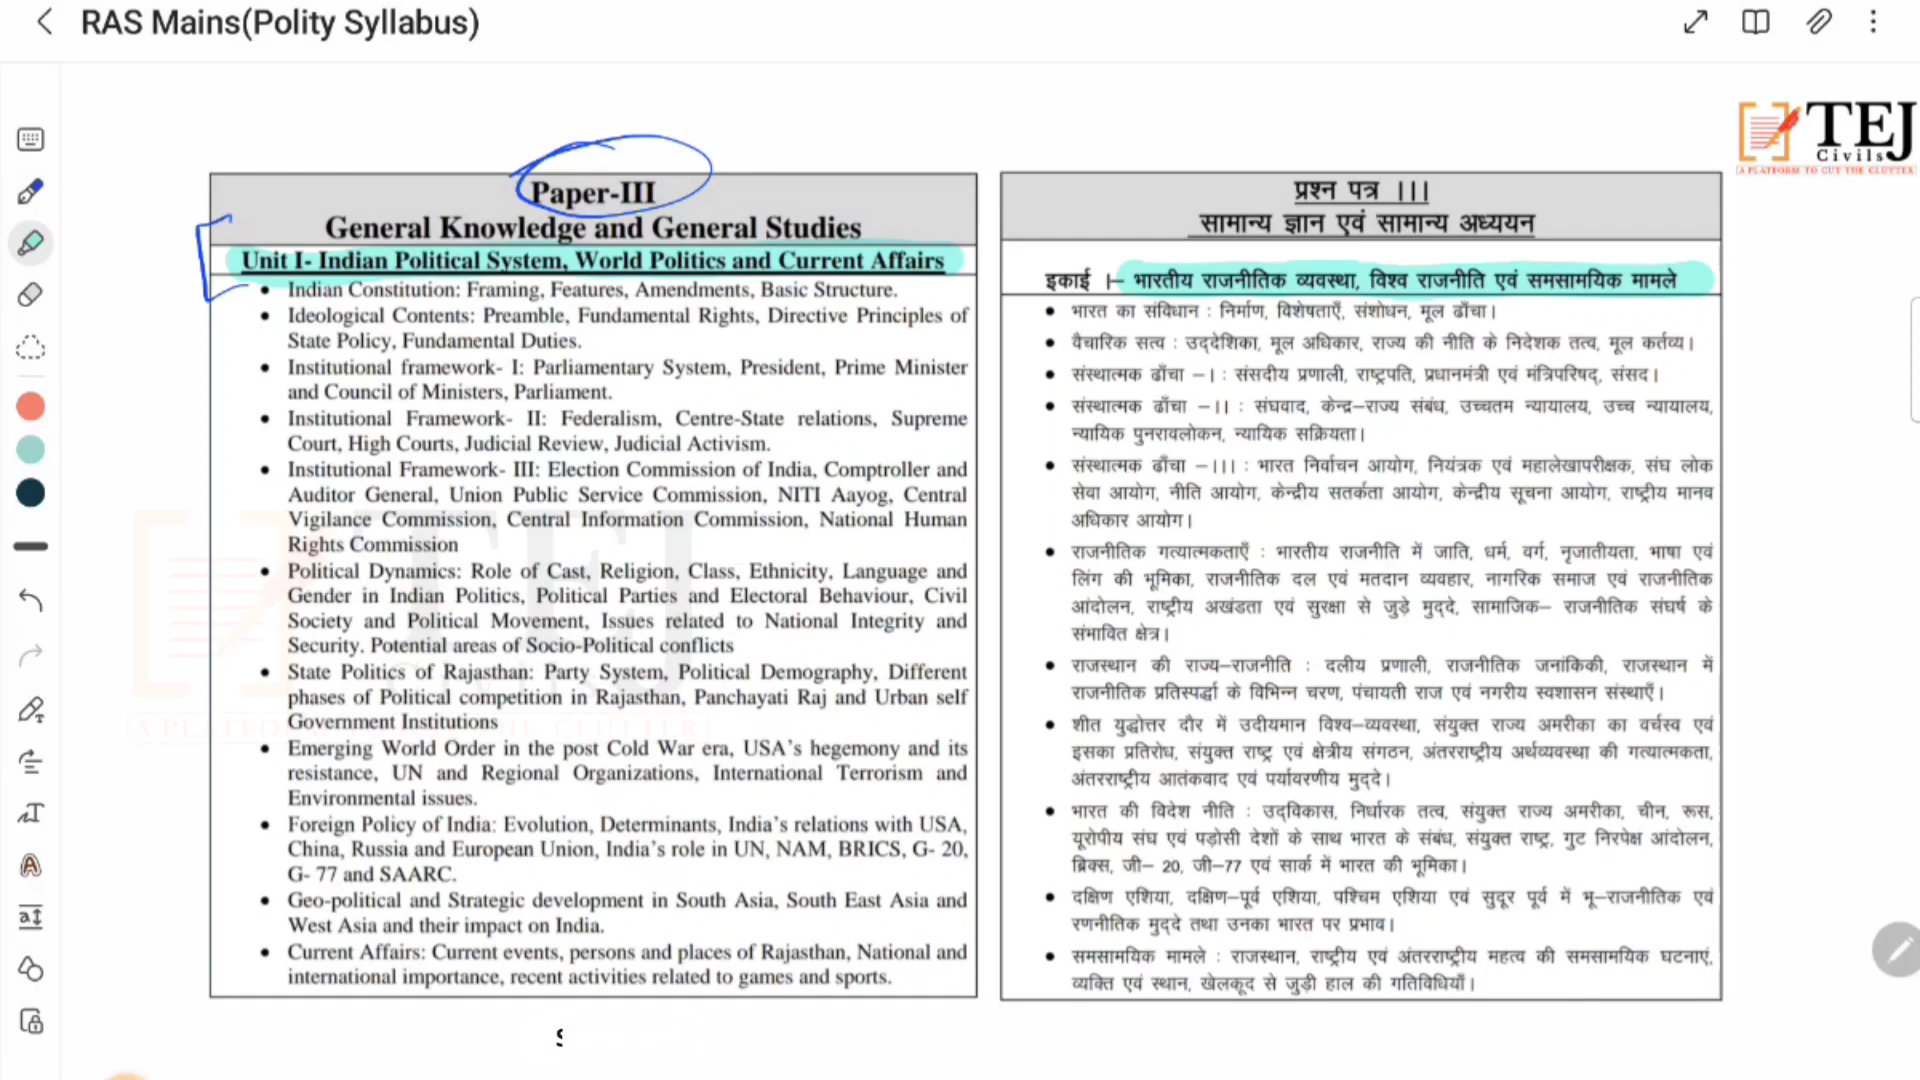 RAS Mains(Polity Syllabus)
TEJ
Civils
A PLATFORM TO CUT THE CLUTTER
Paper-III
General Knowledge and General Studies
Unit I- Indian Political System, World Politics and Current Affairs
• Indian Constitution: Framing, Features, Amendments, Basic Structure.
• Ideological Contents: Preamble, Fundamental Rights, Directive Principles of
State Policy, Fundamental Duties.
• Institutional framework- I: Parliamentary System, President, Prime Minister
and Council of Ministers, Parliament.
• Institutional Framework- II: Federalism, Centre-State relations, Supreme
Court, High Courts, Judicial Review, Judicial Activism.
• Institutional Framework- III: Election Commission of India, Comptroller and
Auditor General, Union Public Service Commission, NITI Aayog, Central
Vigilance Commission, Central Information Commission, National Human
Rights Commission
• Political Dynamics: Role of Cast, Religion, Class, Ethnicity, Language and
Gender in Indian Politics, Political Parties and Electoral Behaviour, Civil
Society and Political Movement, Issues related to National Integrity and
Security. Potential areas of Socio-Political conflicts
• State Politics of Rajasthan: Party System, Political Demography, Different
phases of Political competition in Rajasthan, Panchayati Raj and Urban self
Government Institutions
• Emerging World Order in the post Cold War era, USA's hegemony and its
resistance, UN and Regional Organizations, International Terrorism and
Environmental issues.
• Foreign Policy of India: Evolution, Determinants, India's relations with USA,
China, Russia and European Union, India's role in UN, NAM, BRICS, G- 20,
G- 77 and SAARC.
• Geo-political and Strategic development in South Asia, South East Asia and
West Asia and their impact on India.
• Current Affairs: Current events, persons and places of Rajasthan, National and
international importance, recent activities related to games and sports.
प्रश्न पत्र ।।।
सामान्य ज्ञान एवं सामान्य अध्ययन
इकाई ।– भारतीय राजनीतिक व्यवस्था, विश्व राजनीति एवं समसामयिक मामले
• भारत का संविधान : निर्माण, विशेषताएँ, संशोधन, मूल ढाँचा।
• वैचारिक सत्व : उद्देशिका, मूल अधिकार, राज्य की नीति के निदेशक तत्व, मूल कर्तव्य।
• संस्थात्मक ढाँचा –। : संसदीय प्रणाली, राष्ट्रपति, प्रधानमंत्री एवं मंत्रिपरिषद्, संसद।
• संस्थात्मक ढाँचा –।। : संघवाद, केन्द्र–राज्य संबंध, उच्चतम न्यायालय, उच्च न्यायालय,
न्यायिक पुनरावलोकन, न्यायिक सक्रियता।
• संस्थात्मक ढाँचा –।।। : भारत निर्वाचन आयोग, नियंत्रक एवं महालेखापरीक्षक, संघ लोक
सेवा आयोग, नीति आयोग, केन्द्रीय सतर्कता आयोग, केन्द्रीय सूचना आयोग, राष्ट्रीय मानव
अधिकार आयोग।
• राजनीतिक गत्यात्मकताएँ : भारतीय राजनीति में जाति, धर्म, वर्ग, नृजातीयता, भाषा एवं
लिंग की भूमिका, राजनीतिक दल एवं मतदान व्यवहार, नागरिक समाज एवं राजनीतिक
आंदोलन, राष्ट्रीय अखंडता एवं सुरक्षा से जुड़े मुद्दे, सामाजिक– राजनीतिक संघर्ष के
संभावित क्षेत्र।
• राजस्थान की राज्य–राजनीति : दलीय प्रणाली, राजनीतिक जनांकिकी, राजस्थान में
राजनीतिक प्रतिस्पर्द्धा के विभिन्न चरण, पंचायती राज एवं नगरीय स्वशासन संस्थाएँ।
• शीत युद्धोत्तर दौर में उदीयमान विश्व–व्यवस्था, संयुक्त राज्य अमरीका का वर्चस्व एवं
इसका प्रतिरोध, संयुक्त राष्ट्र एवं क्षेत्रीय संगठन, अंतरराष्ट्रीय अर्थव्यवस्था की गत्यात्मकता,
अंतरराष्ट्रीय आतंकवाद एवं पर्यावरणीय मुद्दे।
• भारत की विदेश नीति : उद्विकास, निर्धारक तत्व, संयुक्त राज्य अमरीका, चीन, रूस,
यूरोपीय संघ एवं पड़ोसी देशों के साथ भारत के संबंध, संयुक्त राष्ट्र, गुट निरपेक्ष आंदोलन,
ब्रिक्स, जी– 20, जी–77 एवं सार्क में भारत की भूमिका।
• दक्षिण एशिया, दक्षिण–पूर्व एशिया, पश्चिम एशिया एवं सुदूर पूर्व में भू–राजनीतिक एवं
रणनीतिक मुद्दे तथा उनका भारत पर प्रभाव।
• समसामयिक मामले : राजस्थान, राष्ट्रीय एवं अंतरराष्ट्रीय महत्व की समसामयिक घटनाएं,
व्यक्ति एवं स्थान, खेलकूद से जुड़ी हाल की गतिविधियाँ।